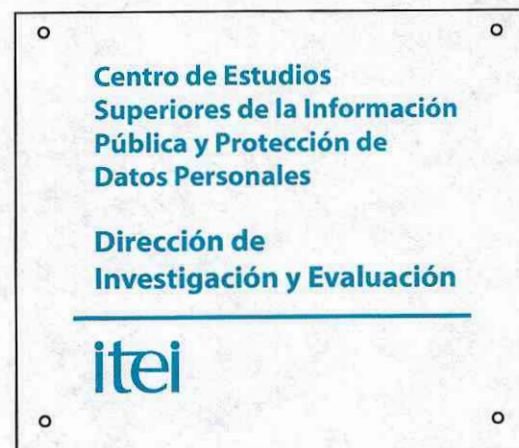 Centro de Estudios
Superiores de la Información
Pública y Protección de
Datos Personales
Dirección de
Investigación y Evaluación
itei